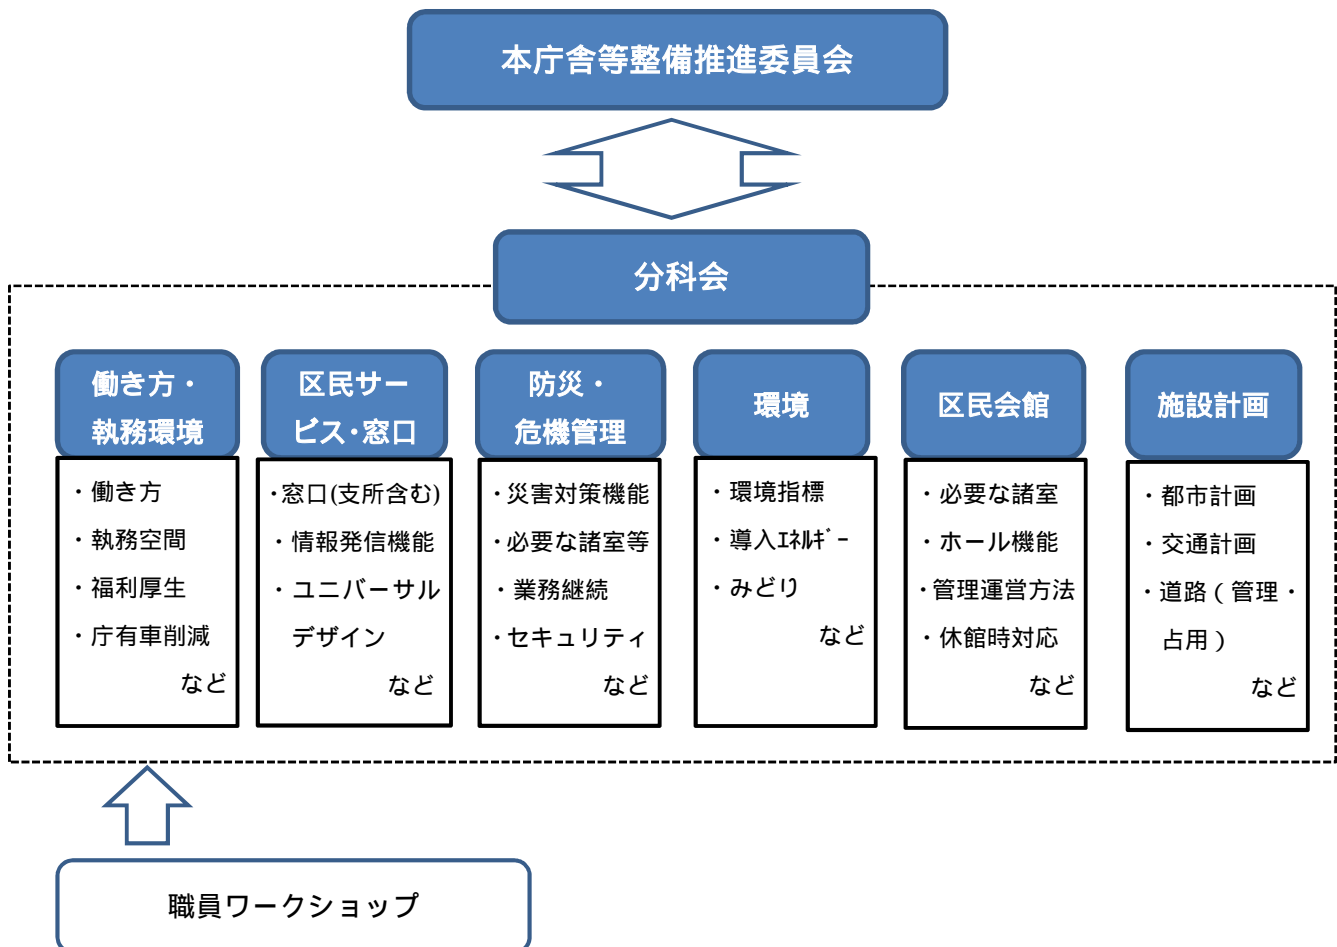 本庁舎等整備推進委員会
分科会
働き方・
執務環境
・働き方
・執務空間
・福利厚生
・庁有車削減
など
区民サー
ビス・窓口
・窓口(支所含む)
・情報発信機能
・ユニバーサル
デザイン
など
防災・
危機管理
・災害対策機能
・必要な諸室等
・業務継続
・セキュリティ
など
環境
・環境指標
・導入ｴﾈﾙｷﾞｰ
・みどり
など
区民会館
・必要な諸室
・ホール機能
・管理運営方法
・休館時対応
など
施設計画
・都市計画
・交通計画
・道路（管理・
占用）
など
職員ワークショップ